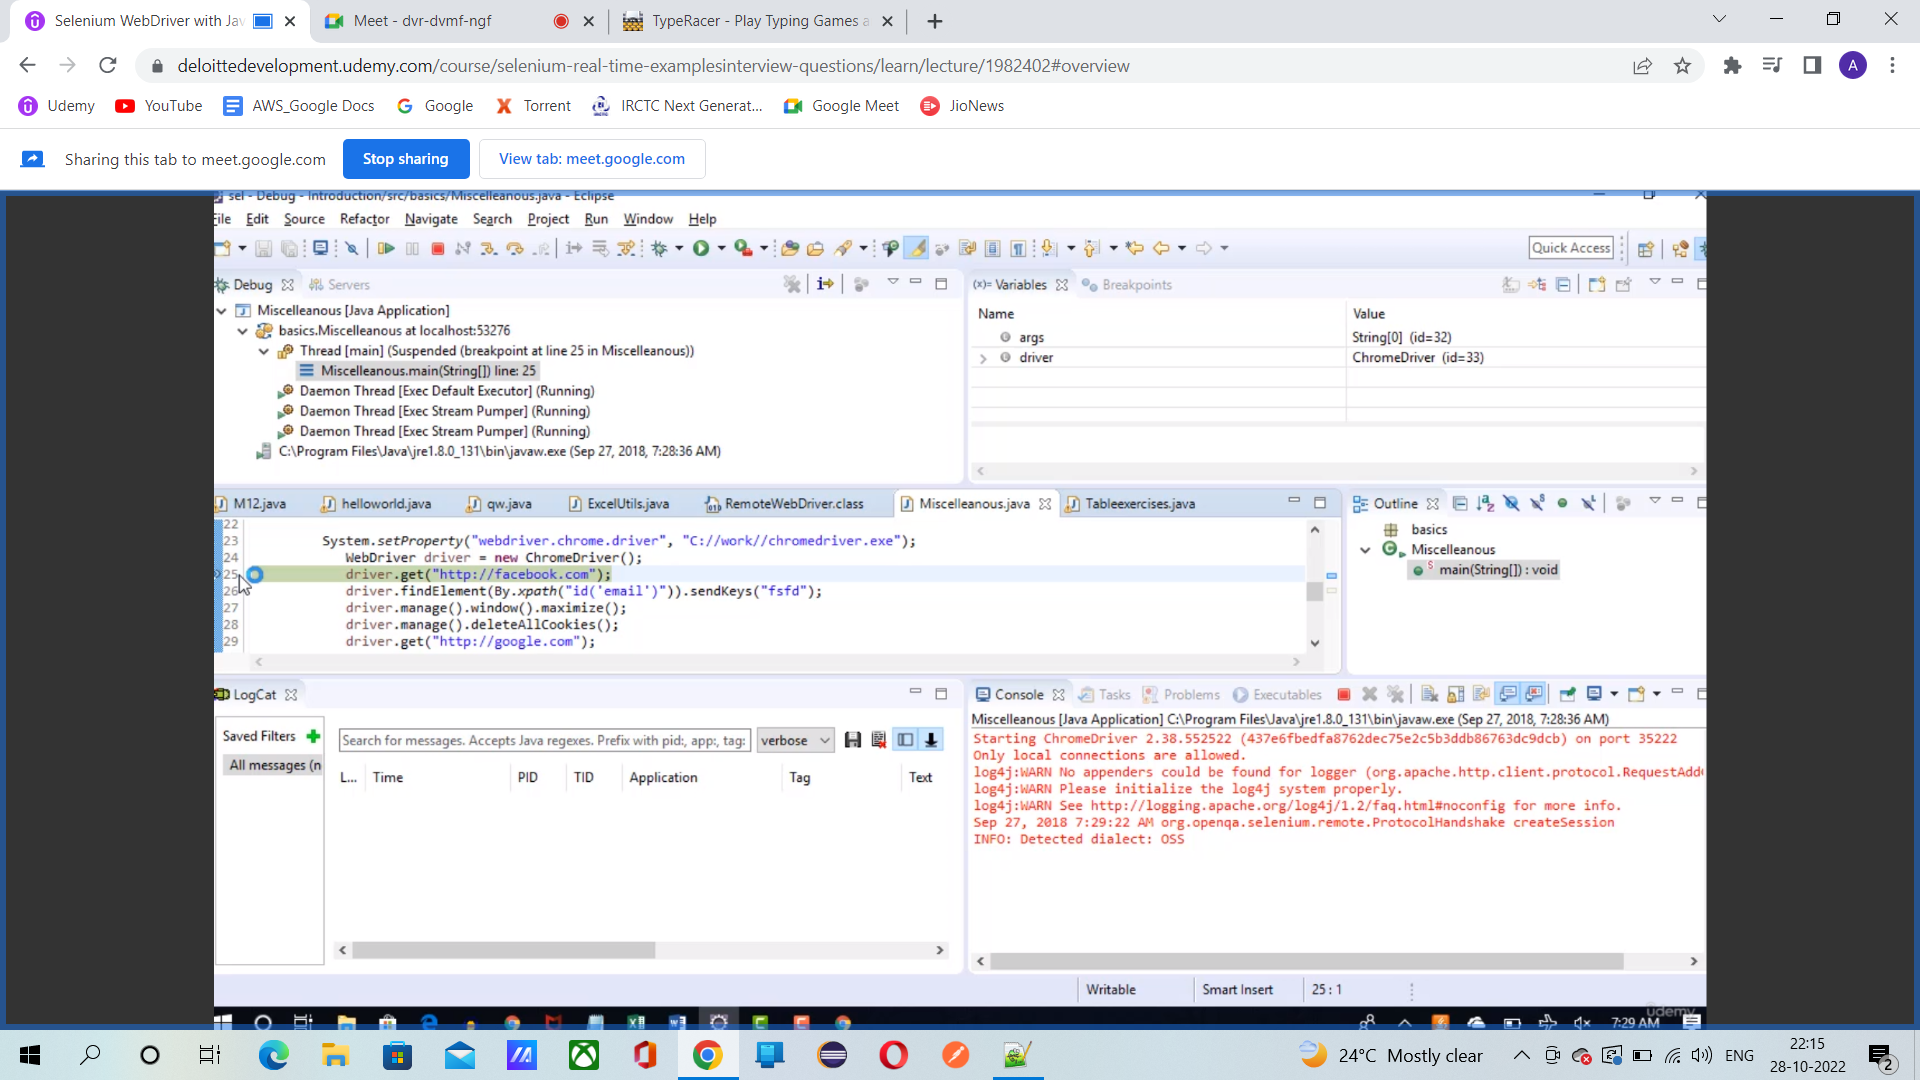 Selenium WebDriver with Jav
Meet - dvr-dvmf-ngf
TypeRacer - Play Typing Games a
deloittedevelopment.udemy.com/course/selenium-real-time-examplesinterview-questions/learn/lecture/1982402#overview
A
Udemy YouTube AWS_Google Docs Google Torrent IRCTC Next Generat... Google Meet JioNews
Sharing this tab to meet.google.com Stop sharing View tab: meet.google.com
sel - Debug - Introduction/src/basics/Miscelleanous.java - Eclipse
File Edit Source Refactor Navigate Search Project Run Window Help
Quick Access
Debug Servers
Miscelleanous [Java Application]
basics.Miscelleanous at localhost:53276
Thread [main] (Suspended (breakpoint at line 25 in Miscelleanous))
Miscelleanous.main(String[]) line: 25
Daemon Thread [Exec Default Executor] (Running)
Daemon Thread [Exec Stream Pumper] (Running)
Daemon Thread [Exec Stream Pumper] (Running)
C:\Program Files\Java\jre1.8.0_131\bin\javaw.exe (Sep 27, 2018, 7:28:36 AM)
(x)= Variables Breakpoints
Name Value
args String[0] (id=32)
driver ChromeDriver (id=33)
M12.java helloworld.java qw.java ExcelUtils.java RemoteWebDriver.class Miscelleanous.java Tableexercises.java
22
23 System.setProperty("webdriver.chrome.driver", "C://work//chromedriver.exe");
24 WebDriver driver = new ChromeDriver();
25 driver.get("http://facebook.com");
26 driver.findElement(By.xpath("id('email')")).sendKeys("fsfd");
27 driver.manage().window().maximize();
28 driver.manage().deleteAllCookies();
29 driver.get("http://google.com");
Outline
basics
Miscelleanous
main(String[]) : void
LogCat
Saved Filters
All messages (n
Search for messages. Accepts Java regexes. Prefix with pid:, app:, tag: verbose
L... Time PID TID Application Tag Text
Console Tasks Problems Executables
Miscelleanous [Java Application] C:\Program Files\Java\jre1.8.0_131\bin\javaw.exe (Sep 27, 2018, 7:28:36 AM)
Starting ChromeDriver 2.38.552522 (437e6fbedfa8762dec75e2c5b3ddb86763dc9dcb) on port 35222
Only local connections are allowed.
log4j:WARN No appenders could be found for logger (org.apache.http.client.protocol.RequestAdd
log4j:WARN Please initialize the log4j system properly.
log4j:WARN See http://logging.apache.org/log4j/1.2/faq.html#noconfig for more info.
Sep 27, 2018 7:29:22 AM org.openqa.selenium.remote.ProtocolHandshake createSession
INFO: Detected dialect: OSS
Writable Smart Insert 25 : 1
udemy
7:29 AM
24°C Mostly clear
ENG
22:15
28-10-2022
2